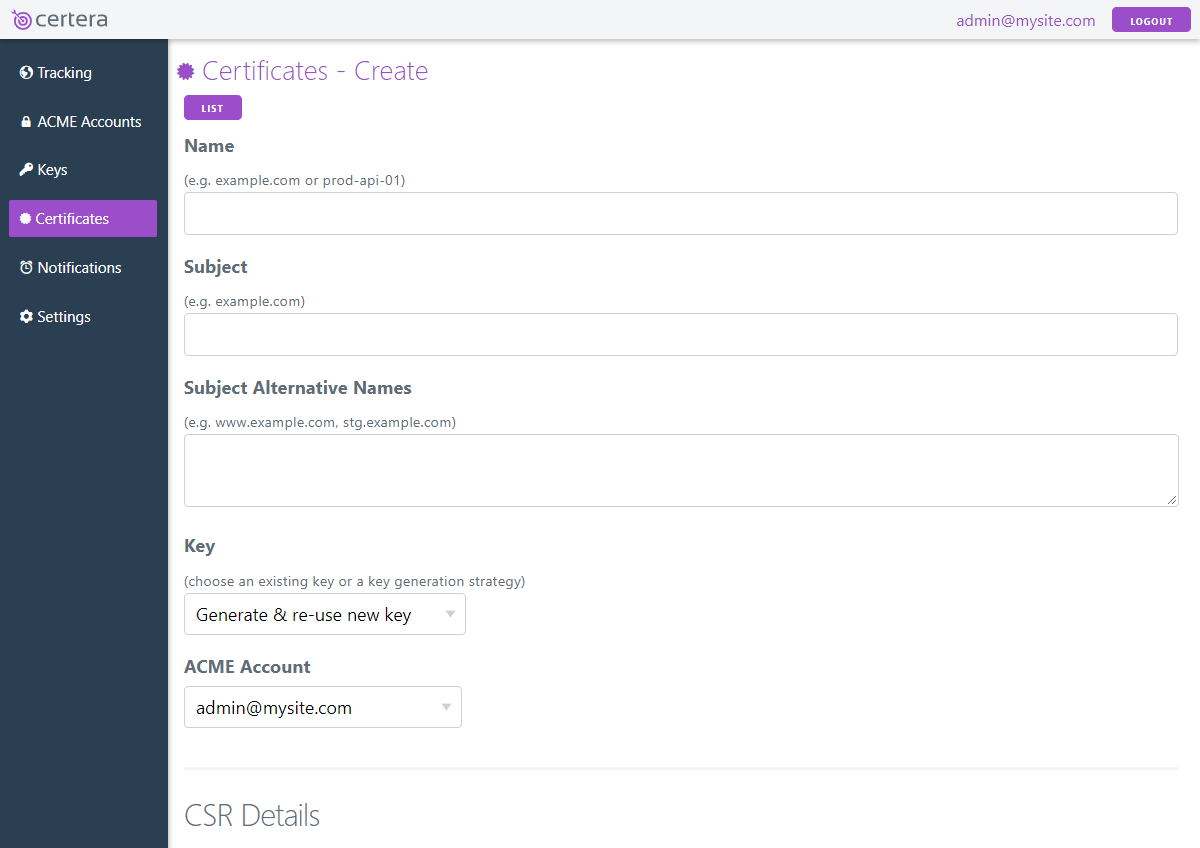 certera
admin@mysite.com
LOGOUT
Tracking
ACME Accounts
Keys
Certificates
Notifications
Settings
Certificates - Create
LIST
Name
(e.g. example.com or prod-api-01)
Subject
(e.g. example.com)
Subject Alternative Names
(e.g. www.example.com, stg.example.com)
Key
(choose an existing key or a key generation strategy)
Generate & re-use new key
ACME Account
admin@mysite.com
CSR Details